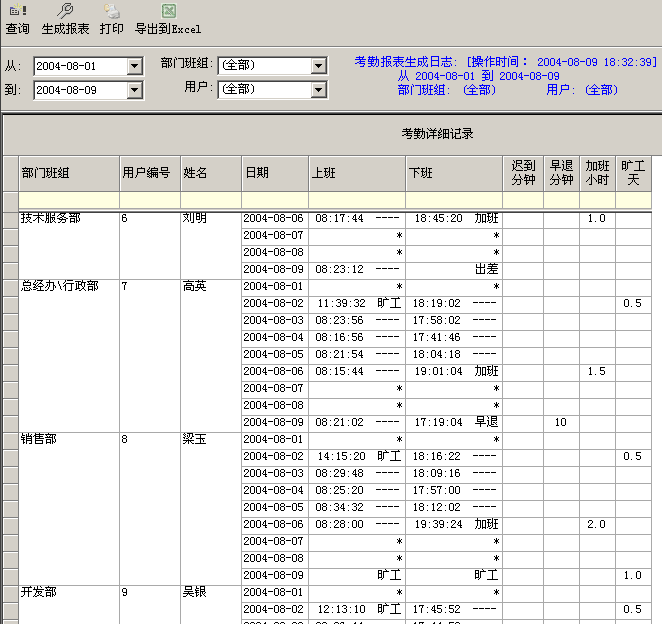 查询 生成报表 打印 导出到Excel
从: 2004-08-01 部门班组: (全部) 考勤报表生成日志: [操作时间: 2004-08-09 18:32:39]
从 2004-08-01 到 2004-08-09
到: 2004-08-09 用户: (全部) 部门班组: (全部) 用户: (全部)
考勤详细记录
部门班组 用户编号 姓名 日期 上班 下班 迟到分钟 早退分钟 加班小时 旷工天
技术服务部 6 刘明 2004-08-06 08:17:44 ---- 18:45:20 加班 1.0
2004-08-07 * *
2004-08-08 * *
2004-08-09 08:23:12 ---- 出差
总经办\行政部 7 高英 2004-08-01 * *
2004-08-02 11:39:32 旷工 18:19:02 ---- 0.5
2004-08-03 08:23:56 ---- 17:58:02 ----
2004-08-04 08:16:56 ---- 17:41:46 ----
2004-08-05 08:21:54 ---- 18:04:18 ----
2004-08-06 08:15:44 ---- 19:01:04 加班 1.5
2004-08-07 * *
2004-08-08 * *
2004-08-09 08:21:02 ---- 17:19:04 早退 10
销售部 8 梁玉 2004-08-01 * *
2004-08-02 14:15:20 旷工 18:16:22 ---- 0.5
2004-08-03 08:29:48 ---- 18:09:16 ----
2004-08-04 08:25:20 ---- 17:57:00 ----
2004-08-05 08:34:32 ---- 18:12:02 ----
2004-08-06 08:28:00 ---- 19:39:24 加班 2.0
2004-08-07 * *
2004-08-08 * *
2004-08-09 旷工 旷工 1.0
开发部 9 吴银 2004-08-01 * *
2004-08-02 12:13:10 旷工 17:45:52 ---- 0.5